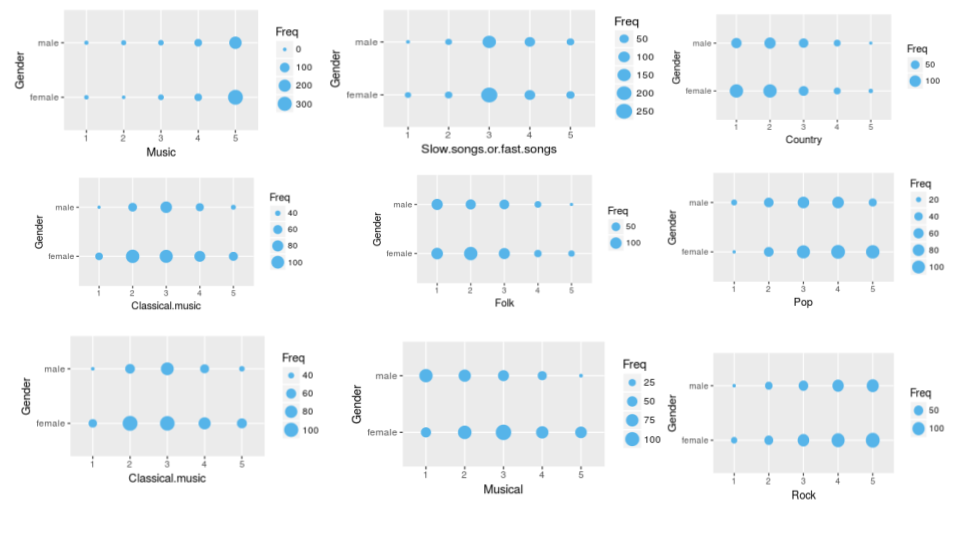 Gender
male
female
1 2 3 4 5
Music
Freq
0
100
200
300
Gender
male
female
1 2 3 4 5
Slow.songs.or.fast.songs
Freq
50
100
150
200
250
Gender
male
female
1 2 3 4 5
Country
Freq
50
100
Gender
male
female
1 2 3 4 5
Classical.music
Freq
40
60
80
100
Gender
male
female
1 2 3 4 5
Folk
Freq
50
100
Gender
male
female
1 2 3 4 5
Pop
Freq
20
40
60
80
100
Gender
male
female
1 2 3 4 5
Classical.music
Freq
40
60
80
100
Gender
male
female
1 2 3 4 5
Musical
Freq
25
50
75
100
Gender
male
female
1 2 3 4 5
Rock
Freq
50
100